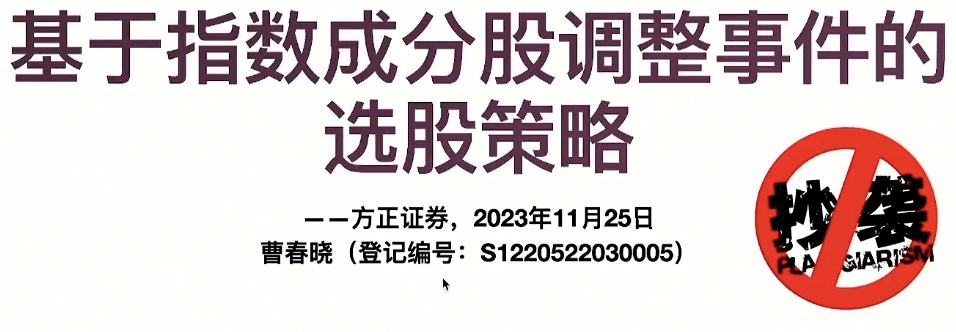 基于指数成分股调整事件的
选股策略
——方正证券，2023年11月25日
曹春晓（登记编号：S1220522030005）
抄袭
PLAGIARISM